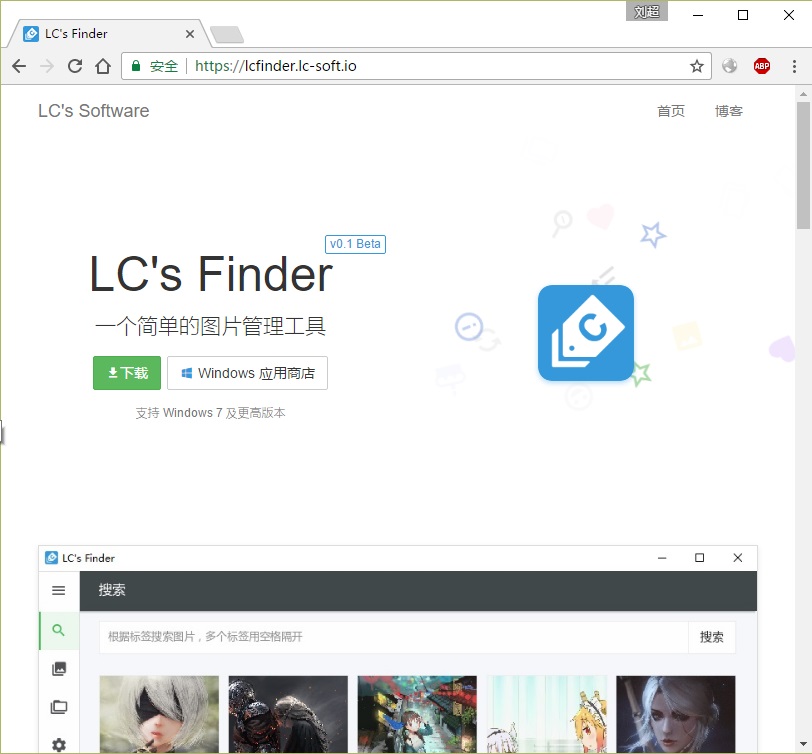 刘超
LC's Finder
安全 https://lcfinder.lc-soft.io
ABP
LC's Software 首页 博客
v0.1 Beta
LC's Finder
一个简单的图片管理工具
下载 Windows 应用商店
支持 Windows 7 及更高版本
LC's Finder
搜索
根据标签搜索图片，多个标签用空格隔开 搜索